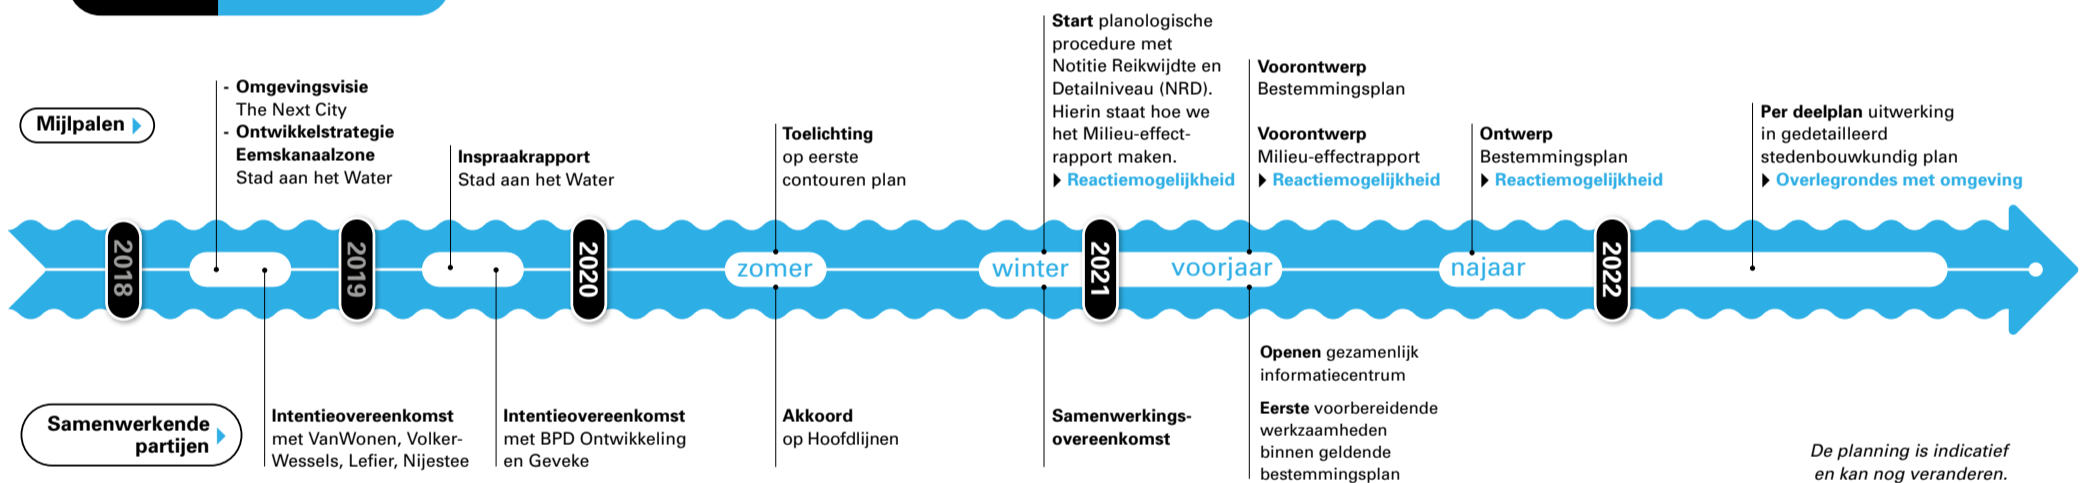 Mijlpalen
- Omgevingsvisie
The Next City
- Ontwikkelstrategie
Eemskanaalzone
Stad aan het Water
Inspraakrapport
Stad aan het Water
Toelichting
op eerste
contouren plan
Start planologische
procedure met
Notitie Reikwijdte en
Detailniveau (NRD).
Hierin staat hoe we
het Milieu-effect-
rapport maken.
Reactiemogelijkheid
Voorontwerp
Bestemmingsplan
Voorontwerp
Milieu-effectrapport
Reactiemogelijkheid
Ontwerp
Bestemmingsplan
Reactiemogelijkheid
Per deelplan uitwerking
in gedetailleerd
stedenbouwkundig plan
Overlegrondes met omgeving
2018
2019
2020
zomer
winter
2021
voorjaar
najaar
2022
Samenwerkende
partijen
Intentieovereenkomst
met VanWonen, Volker-
Wessels, Lefier, Nijestee
Intentieovereenkomst
met BPD Ontwikkeling
en Geveke
Akkoord
op Hoofdlijnen
Samenwerkings-
overeenkomst
Openen gezamenlijk
informatiecentrum
Eerste voorbereidende
werkzaamheden
binnen geldende
bestemmingsplan
De planning is indicatief
en kan nog veranderen.